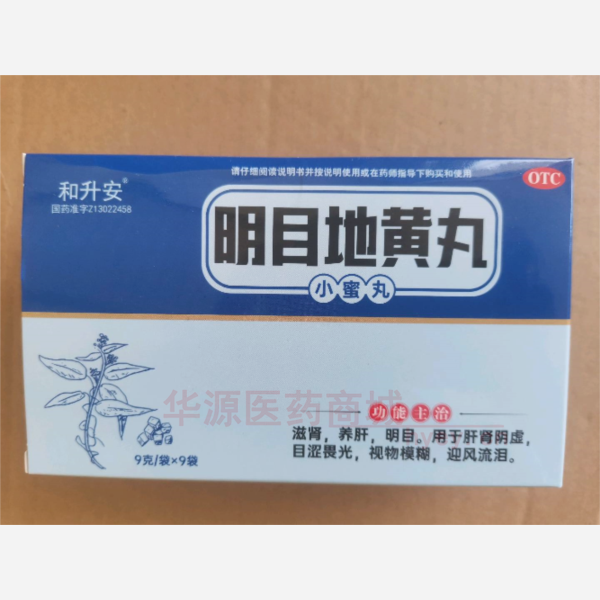 请仔细阅读说明书并按说明使用或在药师指导下购买和使用
OTC
和升安®
国药准字Z13022458
明目地黄丸
小蜜丸
华源医药商城
功能主治
滋肾，养肝，明目。用于肝肾阴虚，
目涩畏光，视物模糊，迎风流泪。
9克/袋×9袋